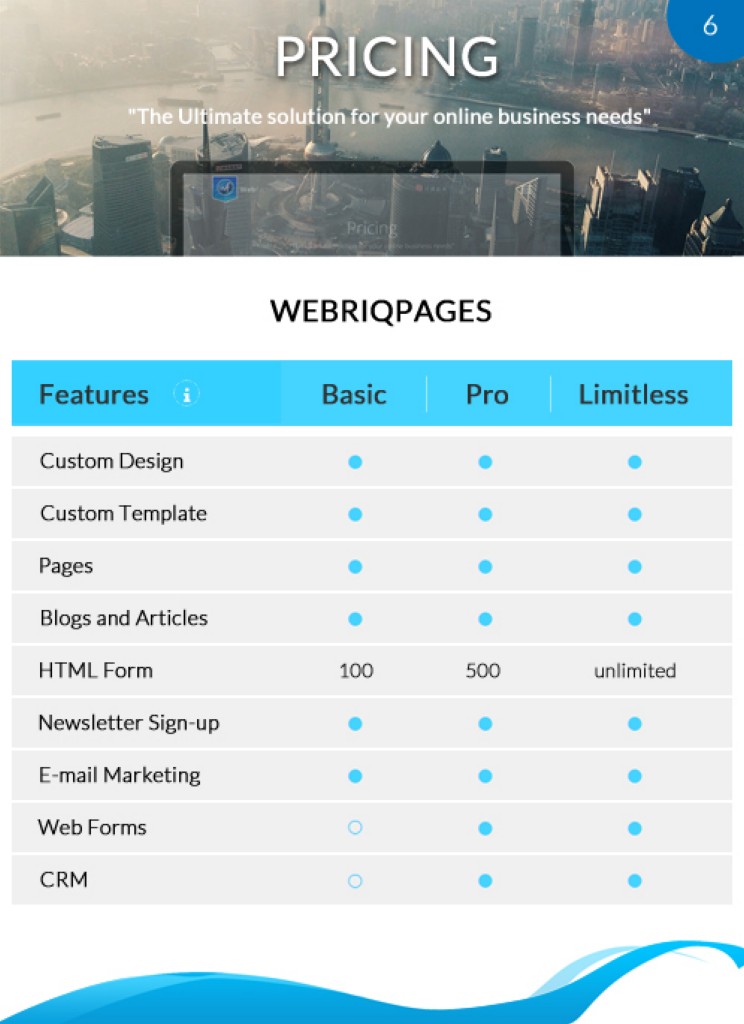 6
PRICING
"The Ultimate solution for your online business needs"
Pricing
WEBRIQPAGES
Features i Basic Pro Limitless
Custom Design
Custom Template
Pages
Blogs and Articles
HTML Form 100 500 unlimited
Newsletter Sign-up
E-mail Marketing
Web Forms
CRM